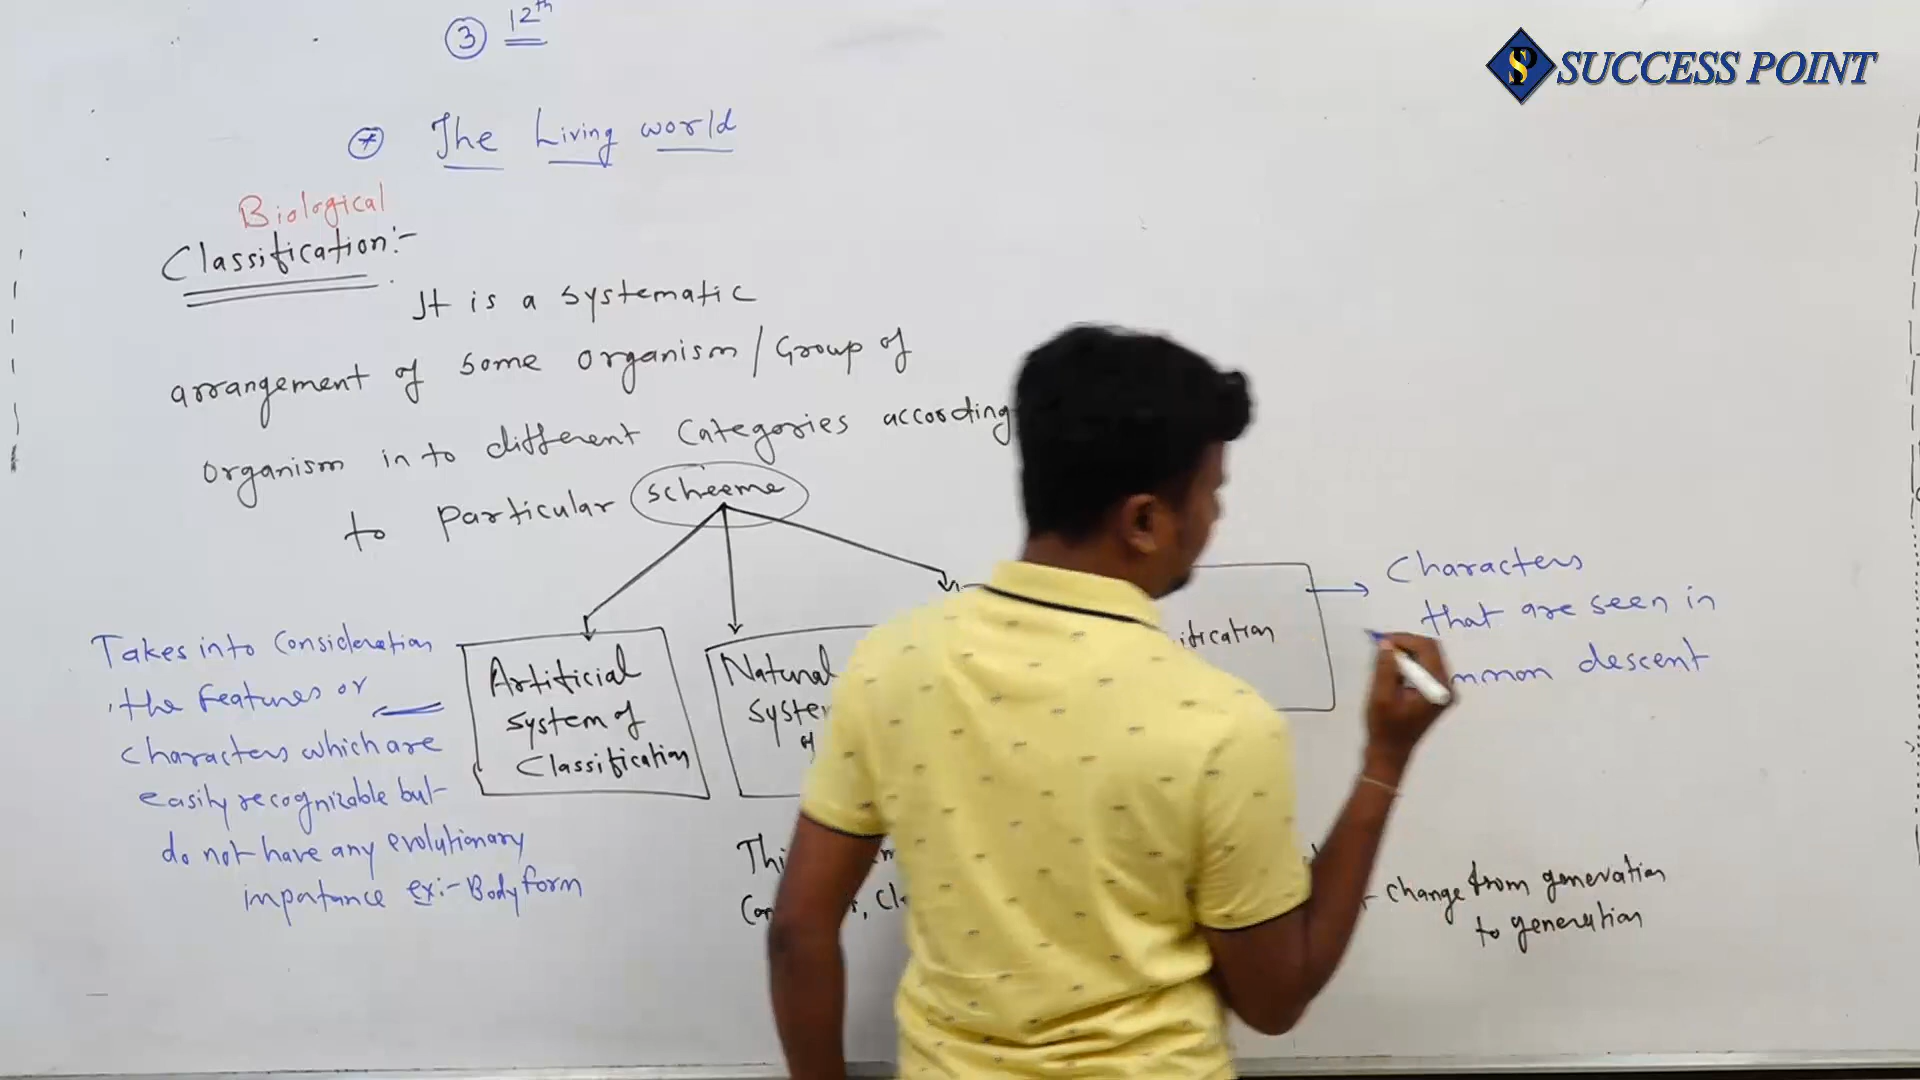 ③ 12th
SUCCESS POINT
* The Living world
Biological
Classification:-
It is a systematic
arrangement of some organism / Group of
organism in to different Categories according
to particular scheeme
Takes into Consideration
the features or
characters which are
easily recognizable but
do not have any evolutionary
importance ex:- Body form
Artificial
system of
Classification
Natural
Characters
that are seen in
descent
change from generation
to generation